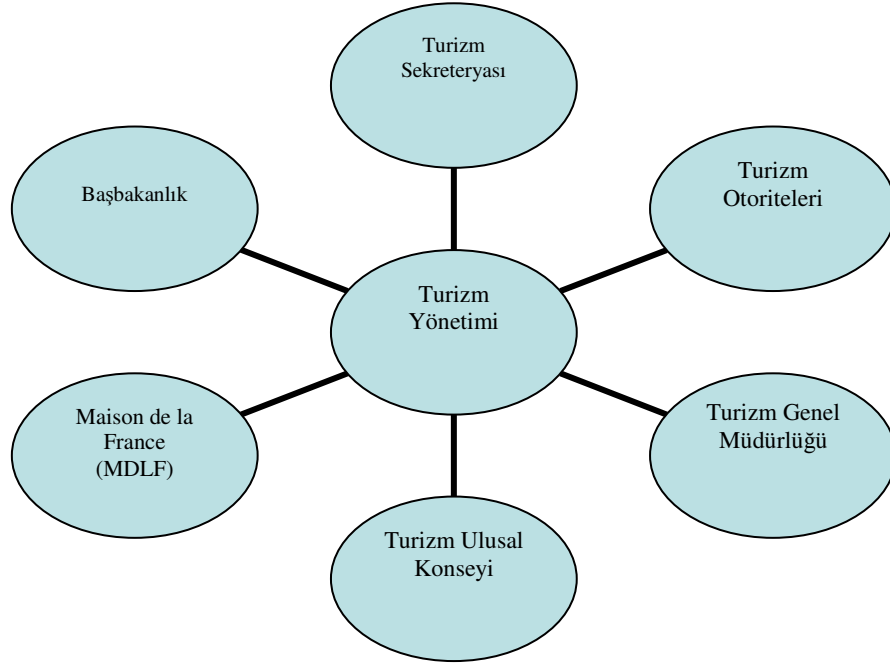 Turizm
Sekreteryası
Başbakanlık
Turizm
Otoriteleri
Turizm
Yönetimi
Maison de la
France
(MDLF)
Turizm Genel
Müdürlüğü
Turizm Ulusal
Konseyi